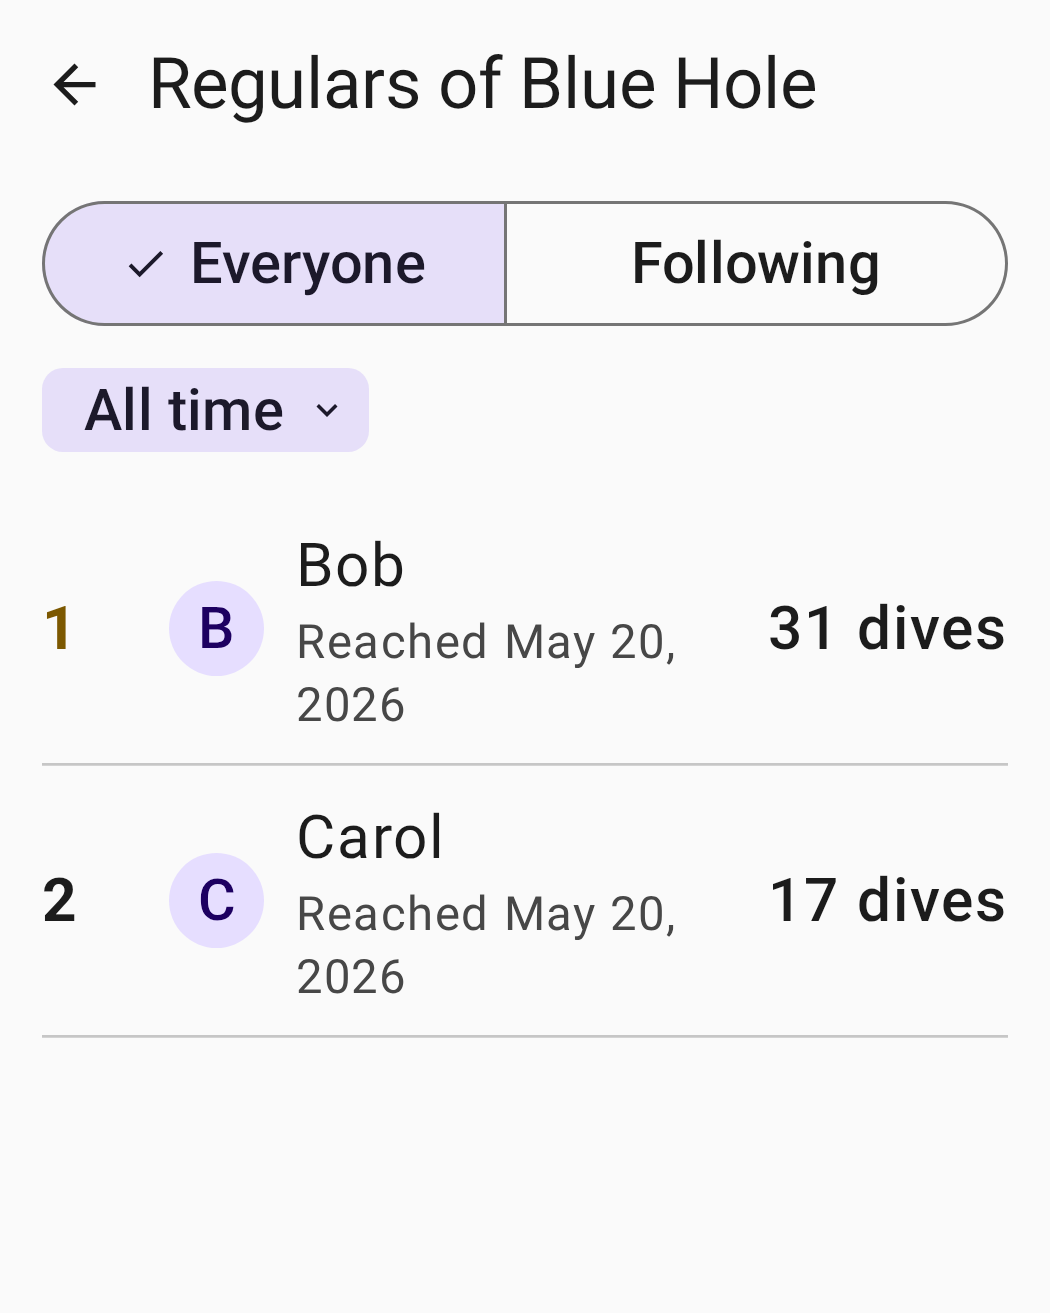 Regulars of Blue Hole
Everyone
Following
All time
1
B
Bob
Reached May 20,
2026
31 dives
2
C
Carol
Reached May 20,
2026
17 dives